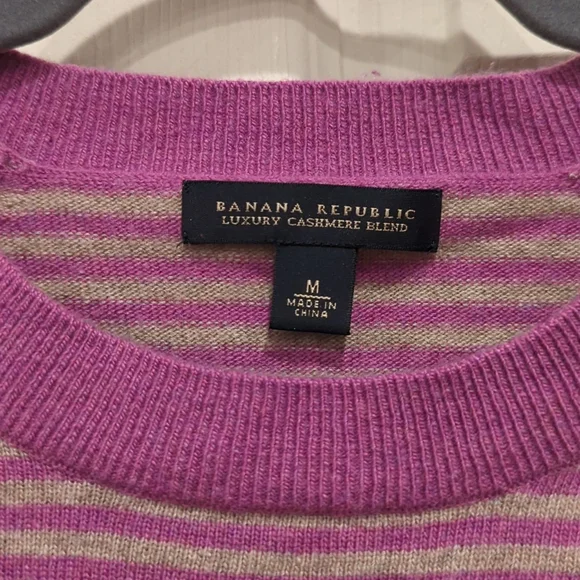 BANANA REPUBLIC
LUXURY CASHMERE BLEND
M
MADE IN
CHINA